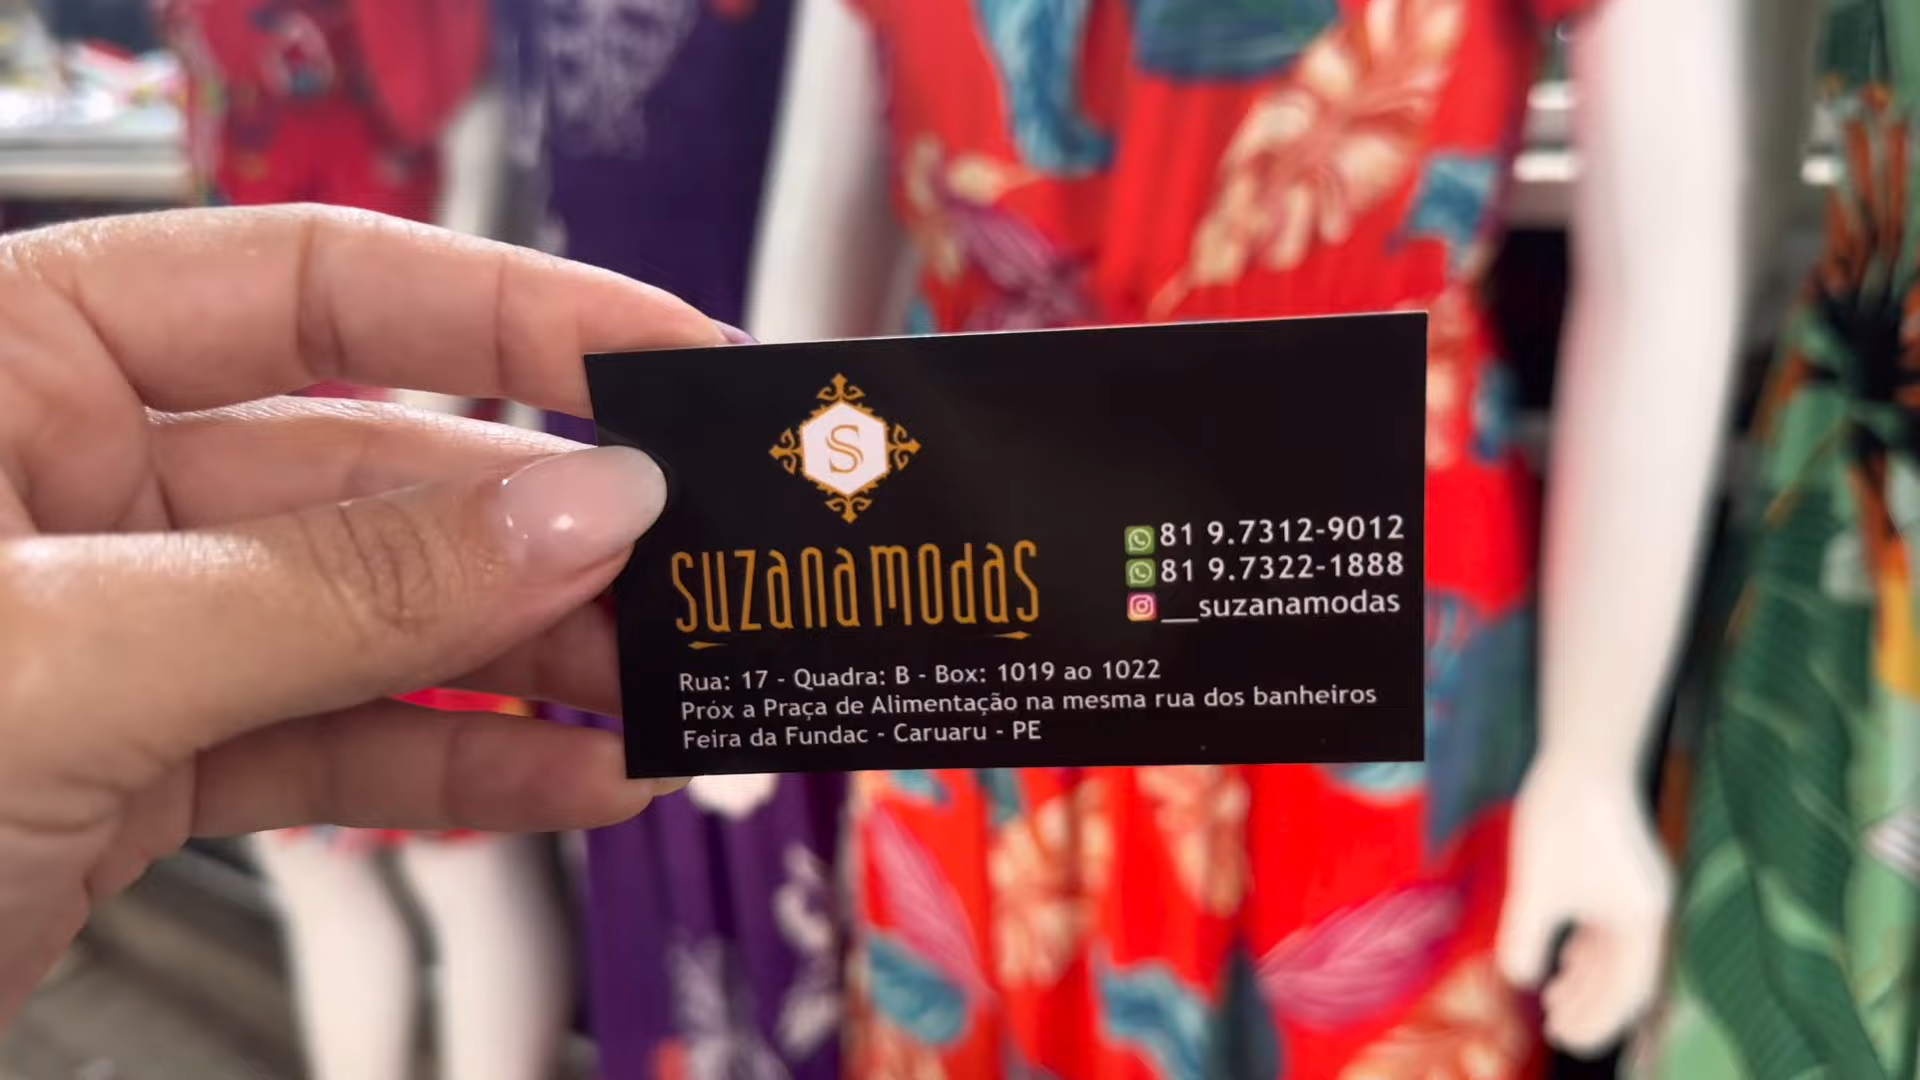 S
suzanamodas
81 9.7312-9012
81 9.7322-1888
__suzanamodas
Rua: 17 - Quadra: B - Box: 1019 ao 1022
Próx a Praça de Alimentação na mesma rua dos banheiros
Feira da Fundac - Caruaru - PE